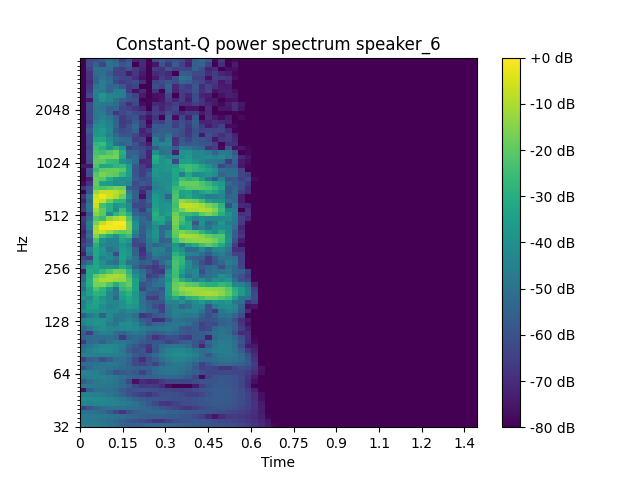 Constant-Q power spectrum speaker_6
+0 dB
-10 dB
-20 dB
-30 dB
-40 dB
-50 dB
-60 dB
-70 dB
-80 dB
Hz
2048
1024
512
256
128
64
32
0 0.15 0.3 0.45 0.6 0.75 0.9 1.1 1.2 1.4
Time